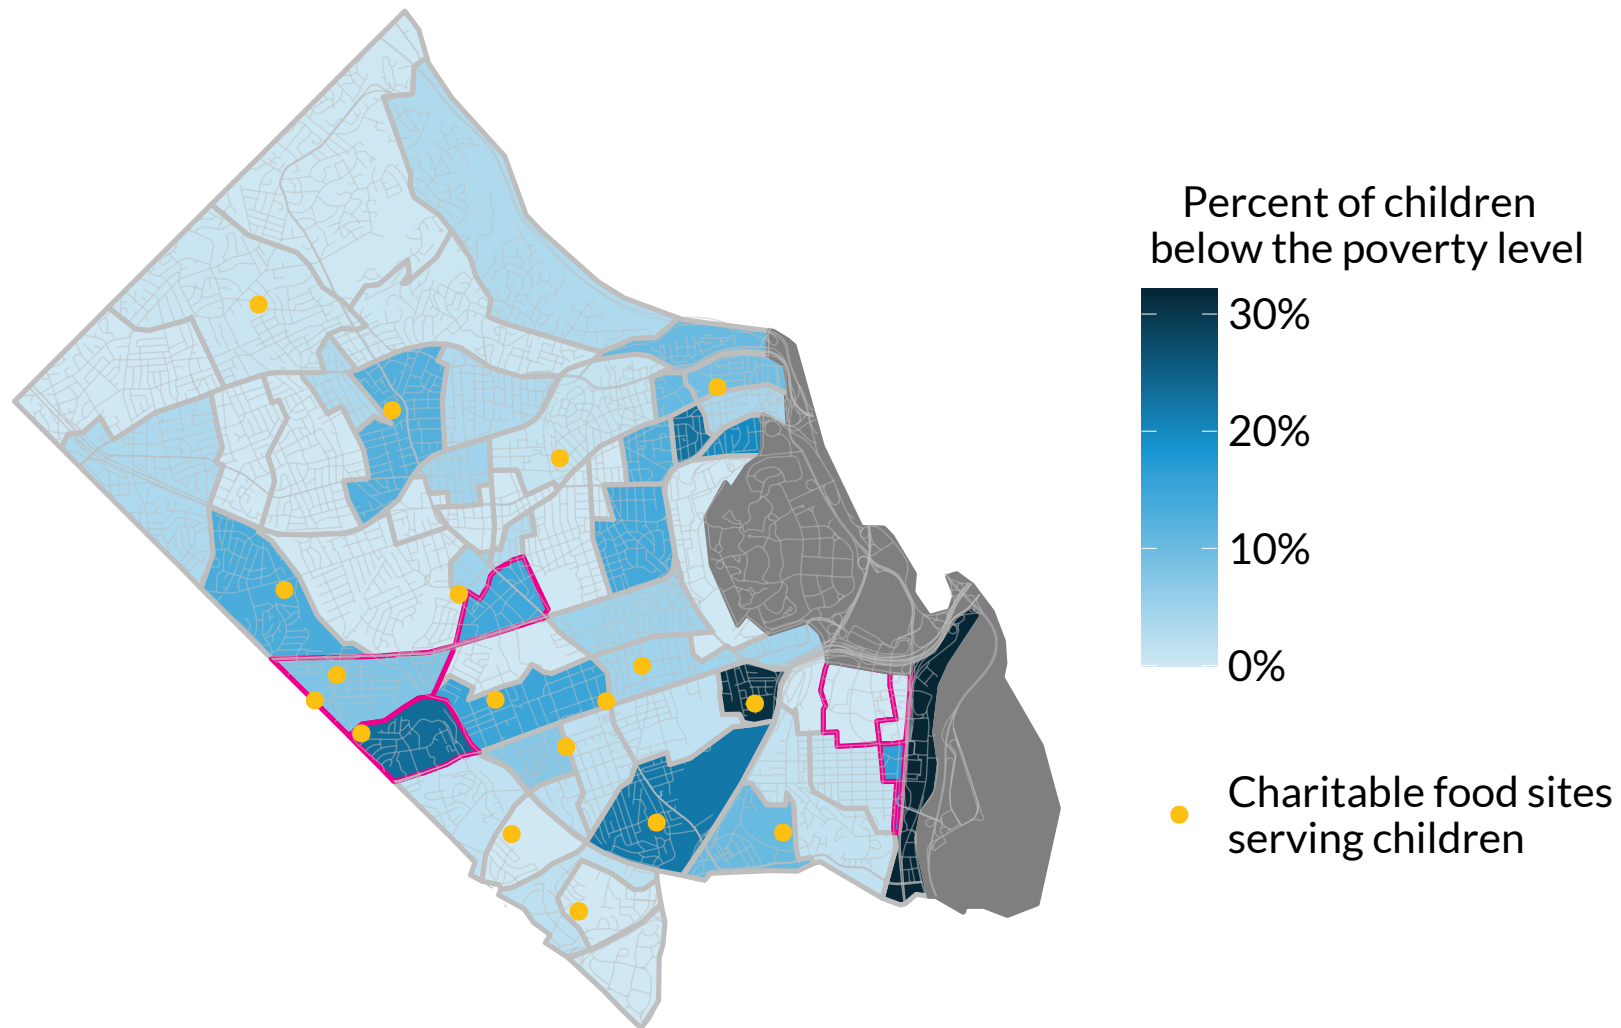 Percent of children
below the poverty level
30%
20%
10%
0%
Charitable food sites
serving children